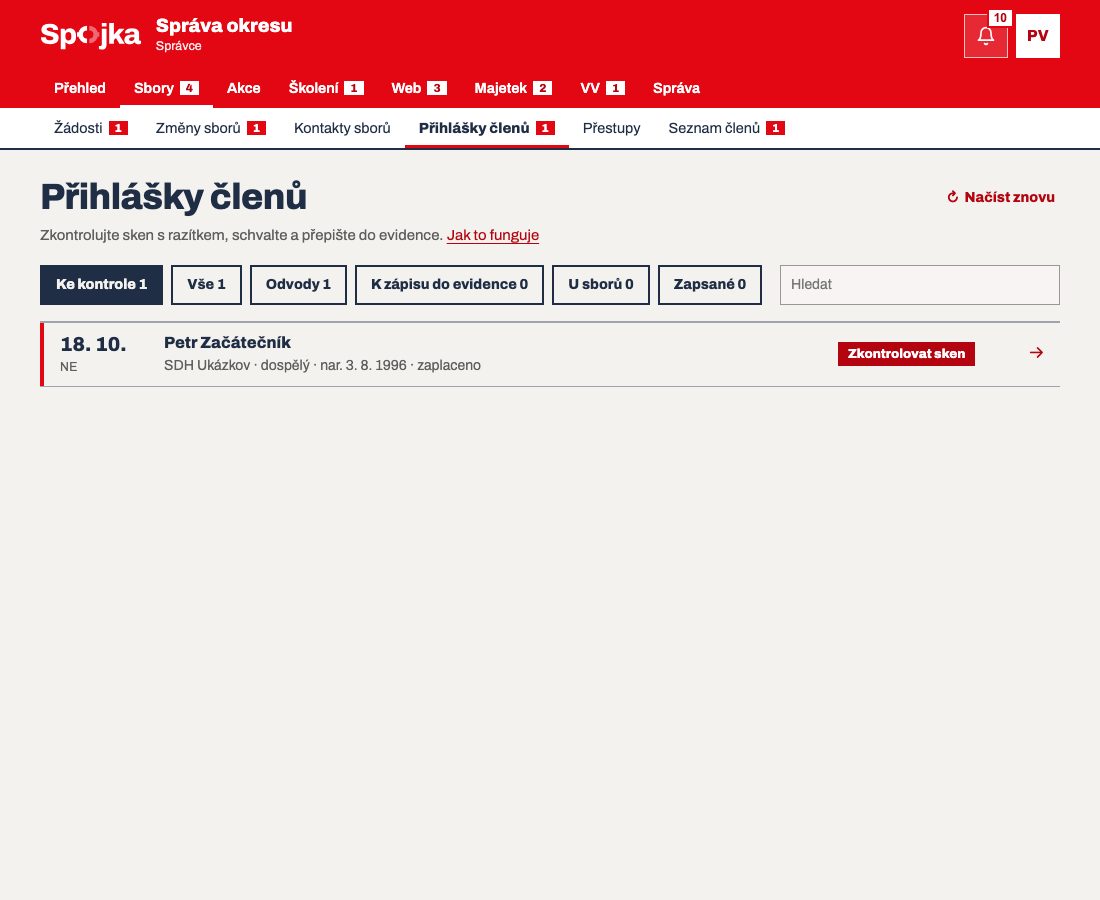 Spojka
Správa okresu
Správce
10
PV
Přehled Sbory 4 Akce Školení 1 Web 3 Majetek 2 VV 1 Správa
Žádosti 1 Změny sborů 1 Kontakty sborů Přihlášky členů 1 Přestupy Seznam členů 1
Přihlášky členů
↻ Načíst znovu
Zkontrolujte sken s razítkem, schvalte a přepište do evidence. Jak to funguje
Ke kontrole 1 Vše 1 Odvody 1 K zápisu do evidence 0 U sborů 0 Zapsané 0 Hledat
18. 10.
NE
Petr Začátečník
SDH Ukázkov · dospělý · nar. 3. 8. 1996 · zaplaceno
Zkontrolovat sken →